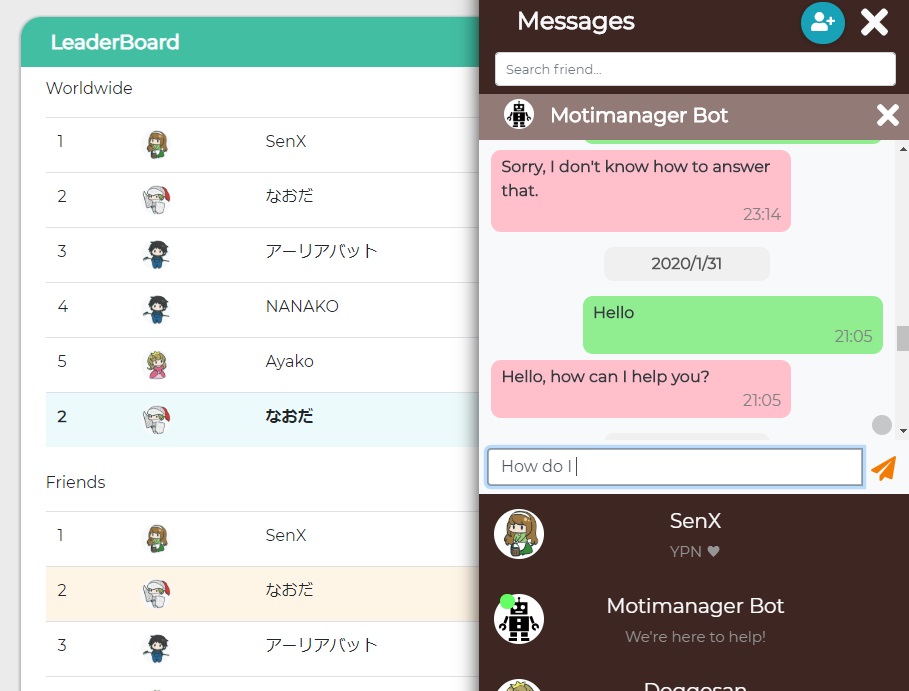 LeaderBoard
Worldwide
1 SenX
2 なおだ
3 アーリアバット
4 NANAKO
5 Ayako
2 なおだ
Friends
1 SenX
2 なおだ
3 アーリアバット
Messages
Search friend...
Motimanager Bot
Sorry, I don't know how to answer
that.
23:14
2020/1/31
Hello
21:05
Hello, how can I help you?
21:05
How do I
SenX
YPN ♥
Motimanager Bot
We're here to help!
Doggosan